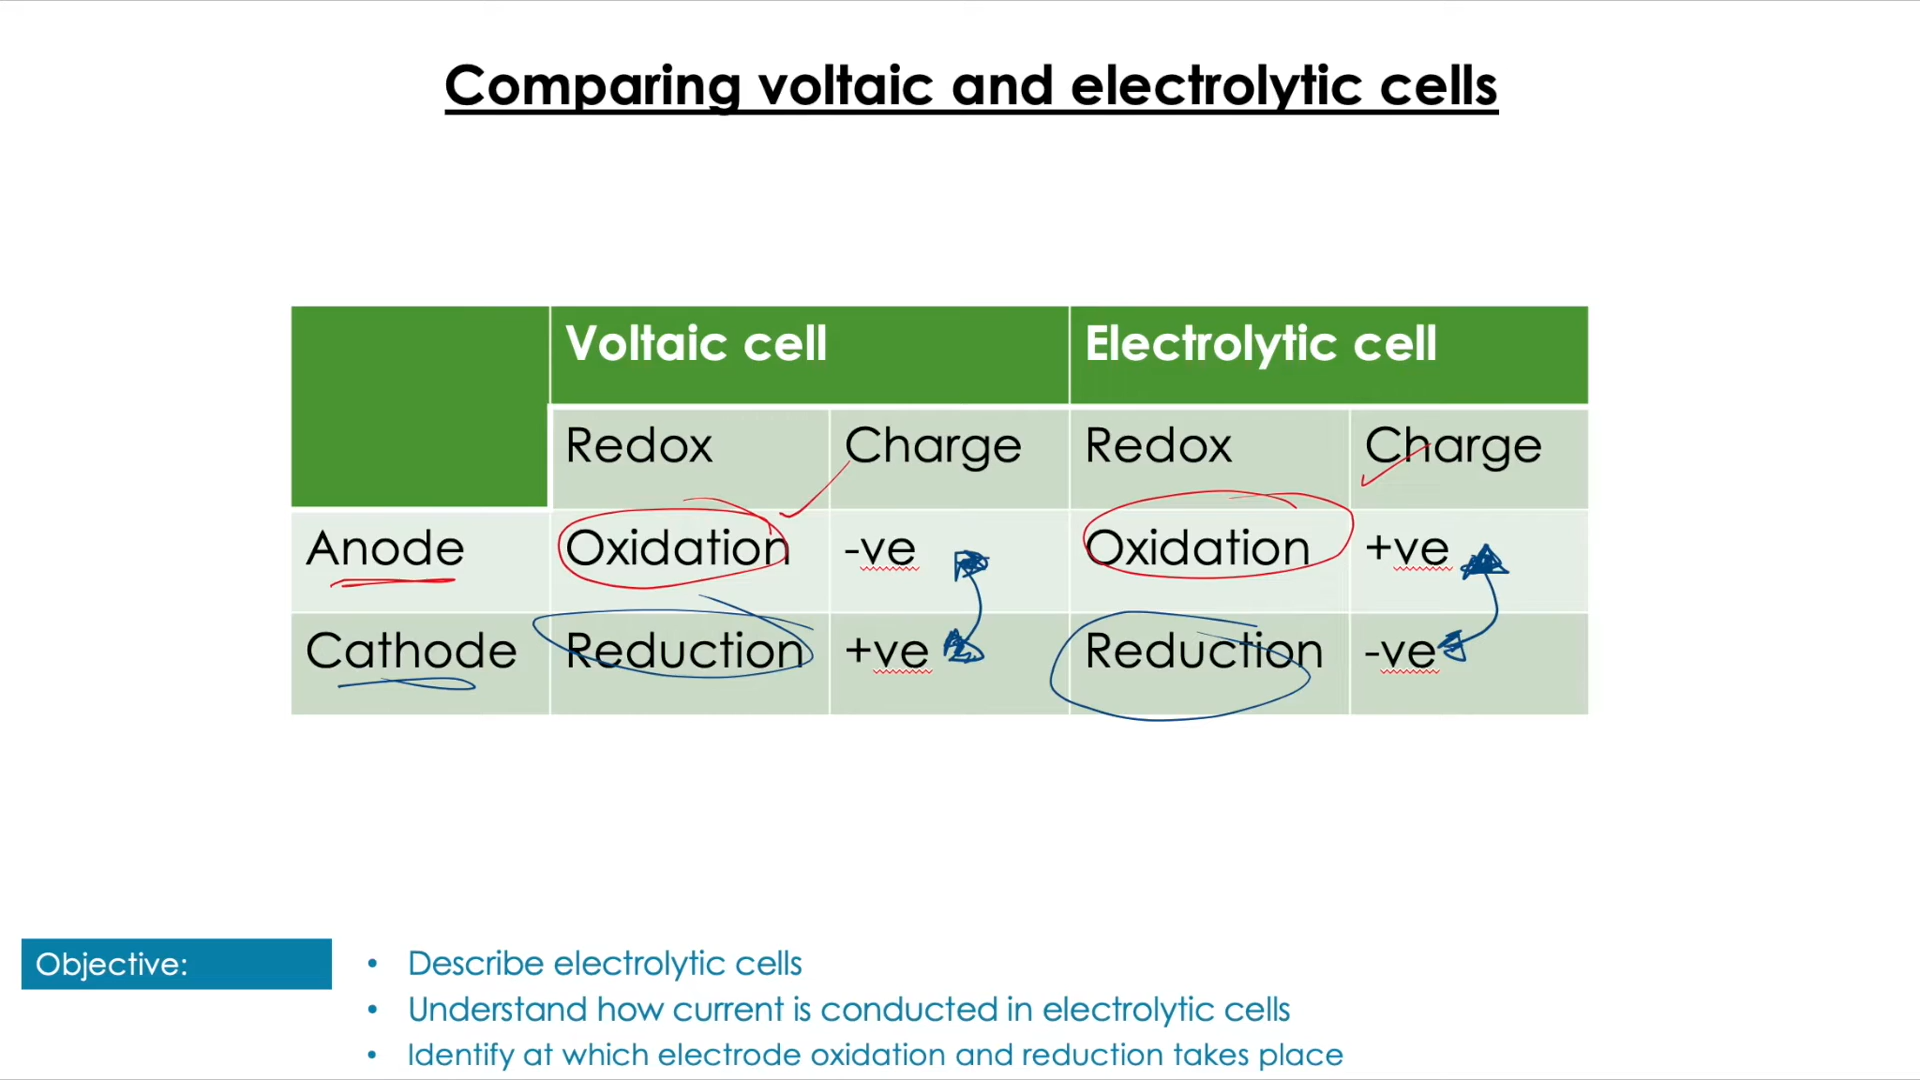 Comparing voltaic and electrolytic cells
Voltaic cell Electrolytic cell
Redox Charge Redox Charge
Anode Oxidation -ve Oxidation +ve
Cathode Reduction +ve Reduction -ve
Objective:
• Describe electrolytic cells
• Understand how current is conducted in electrolytic cells
• Identify at which electrode oxidation and reduction takes place